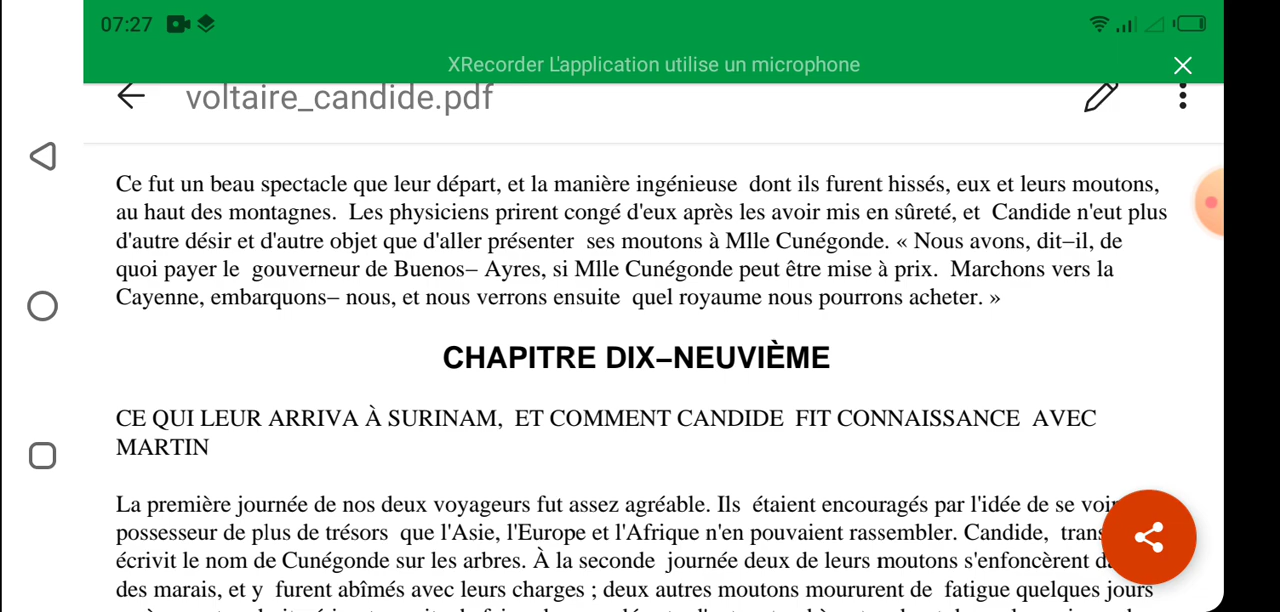 07:27
XRecorder L'application utilise un microphone
voltaire_candide.pdf
Ce fut un beau spectacle que leur départ, et la manière ingénieuse dont ils furent hissés, eux et leurs moutons,
au haut des montagnes. Les physiciens prirent congé d'eux après les avoir mis en sûreté, et Candide n'eut plus
d'autre désir et d'autre objet que d'aller présenter ses moutons à Mlle Cunégonde. « Nous avons, dit−il, de
quoi payer le gouverneur de Buenos− Ayres, si Mlle Cunégonde peut être mise à prix. Marchons vers la
Cayenne, embarquons− nous, et nous verrons ensuite quel royaume nous pourrons acheter. »
CHAPITRE DIX−NEUVIÈME
CE QUI LEUR ARRIVA À SURINAM, ET COMMENT CANDIDE FIT CONNAISSANCE AVEC
MARTIN
La première journée de nos deux voyageurs fut assez agréable. Ils étaient encouragés par l'idée de se voir
possesseur de plus de trésors que l'Asie, l'Europe et l'Afrique n'en pouvaient rassembler. Candide,
écrivit le nom de Cunégonde sur les arbres. À la seconde journée deux de leurs moutons s'enfoncèrent
des marais, et y furent abîmés avec leurs charges ; deux autres moutons moururent de fatigue quelques jours